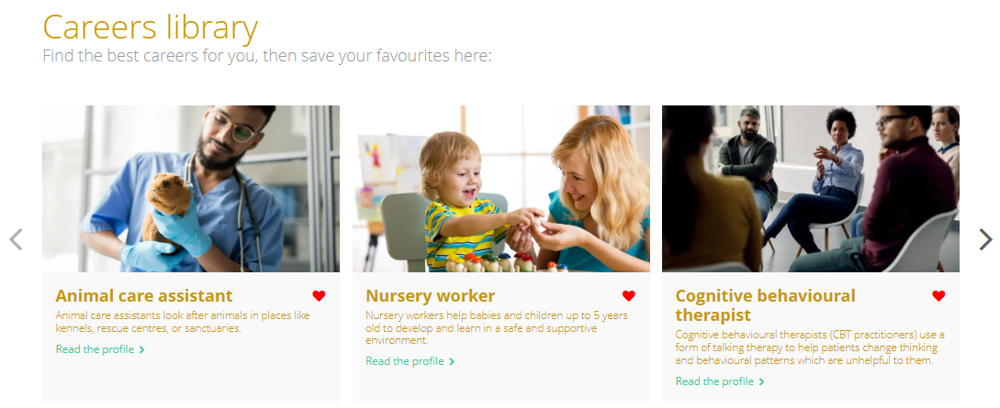 Careers library
Find the best careers for you, then save your favourites here:
Animal care assistant
Animal care assistants look after animals in places like
kennels, rescue centres, or sanctuaries.
Read the profile
Nursery worker
Nursery workers help babies and children up to 5 years
old to develop and learn in a safe and supportive
environment.
Read the profile
Cognitive behavioural
therapist
Cognitive behavioural therapists (CBT practitioners) use a
form of talking therapy to help patients change thinking
and behavioural patterns which are unhelpful to them.
Read the profile